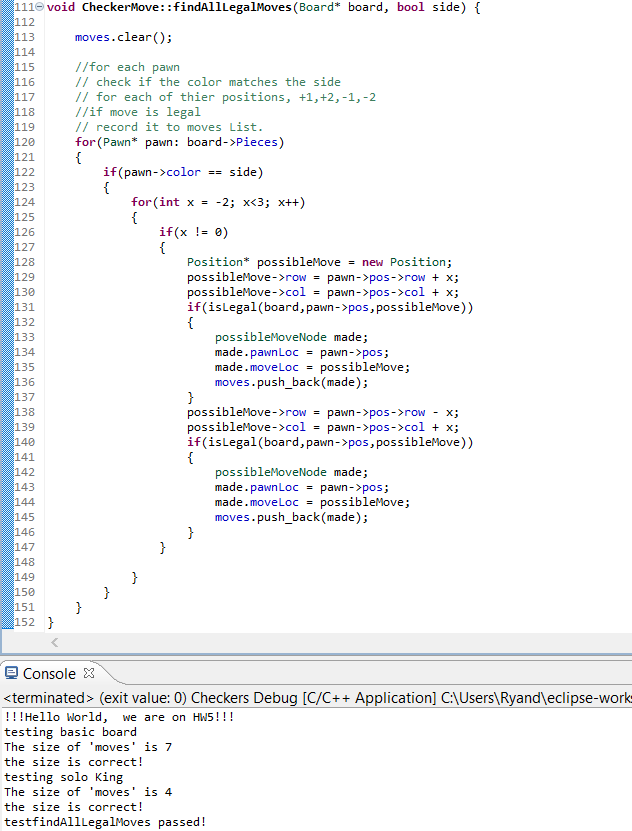 111 void CheckerMove::findAllLegalMoves(Board* board, bool side) {
112
113 moves.clear();
114
115 //for each pawn
116 // check if the color matches the side
117 // for each of thier positions, +1,+2,-1,-2
118 //if move is legal
119 // record it to moves List.
120 for(Pawn* pawn: board->Pieces)
121 {
122 if(pawn->color == side)
123 {
124 for(int x = -2; x<3; x++)
125 {
126 if(x != 0)
127 {
128 Position* possibleMove = new Position;
129 possibleMove->row = pawn->pos->row + x;
130 possibleMove->col = pawn->pos->col + x;
131 if(isLegal(board,pawn->pos,possibleMove))
132 {
133 possibleMoveNode made;
134 made.pawnLoc = pawn->pos;
135 made.moveLoc = possibleMove;
136 moves.push_back(made);
137 }
138 possibleMove->row = pawn->pos->row - x;
139 possibleMove->col = pawn->pos->col + x;
140 if(isLegal(board,pawn->pos,possibleMove))
141 {
142 possibleMoveNode made;
143 made.pawnLoc = pawn->pos;
144 made.moveLoc = possibleMove;
145 moves.push_back(made);
146 }
147 }
148
149 }
150 }
151 }
152 }
Console
<terminated> (exit value: 0) Checkers Debug [C/C++ Application] C:\Users\Ryand\eclipse-works
!!!Hello World,  we are on HW5!!!
testing basic board
The size of 'moves' is 7
the size is correct!
testing solo King
The size of 'moves' is 4
the size is correct!
testfindAllLegalMoves passed!